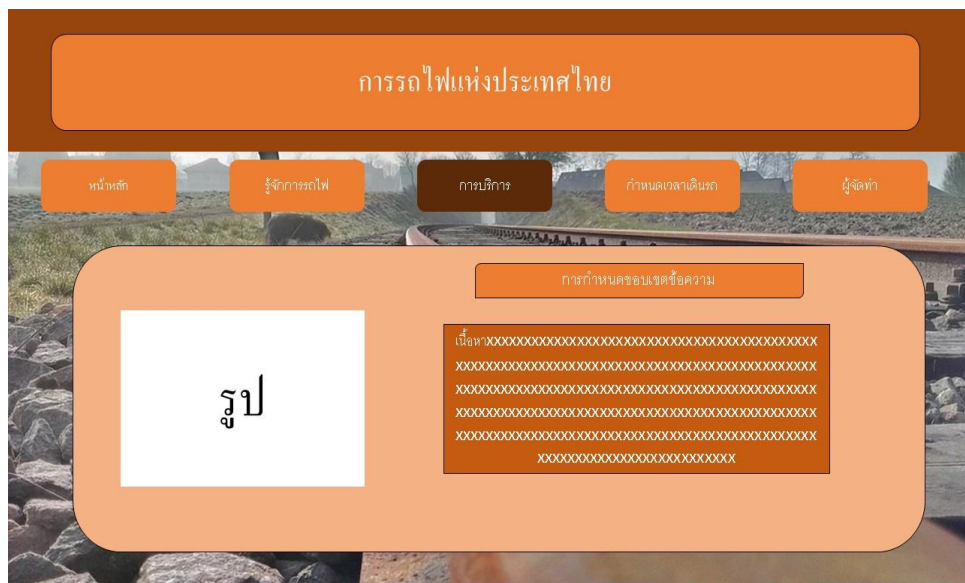 การรถไฟแห่งประเทศไทย
หน้าหลัก
รู้จักการรถไฟ
การบริการ
กำหนดเวลาเดินรถ
ผู้จัดทำ
การกำหนดขอบเขตข้อความ
รูป
เนื้อหาXXXXXXXXXXXXXXXXXXXXXXXXXXXXXXXXXXXXXXXXXXX
XXXXXXXXXXXXXXXXXXXXXXXXXXXXXXXXXXXXXXXXXXXXXXX
XXXXXXXXXXXXXXXXXXXXXXXXXXXXXXXXXXXXXXXXXXXXXXX
XXXXXXXXXXXXXXXXXXXXXXXXXXXXXXXXXXXXXXXXXXXXXXX
XXXXXXXXXXXXXXXXXXXXXXXXXXXXXXXXXXXXXXXXXXXXXXX
XXXXXXXXXXXXXXXXXXXXXXXXXX